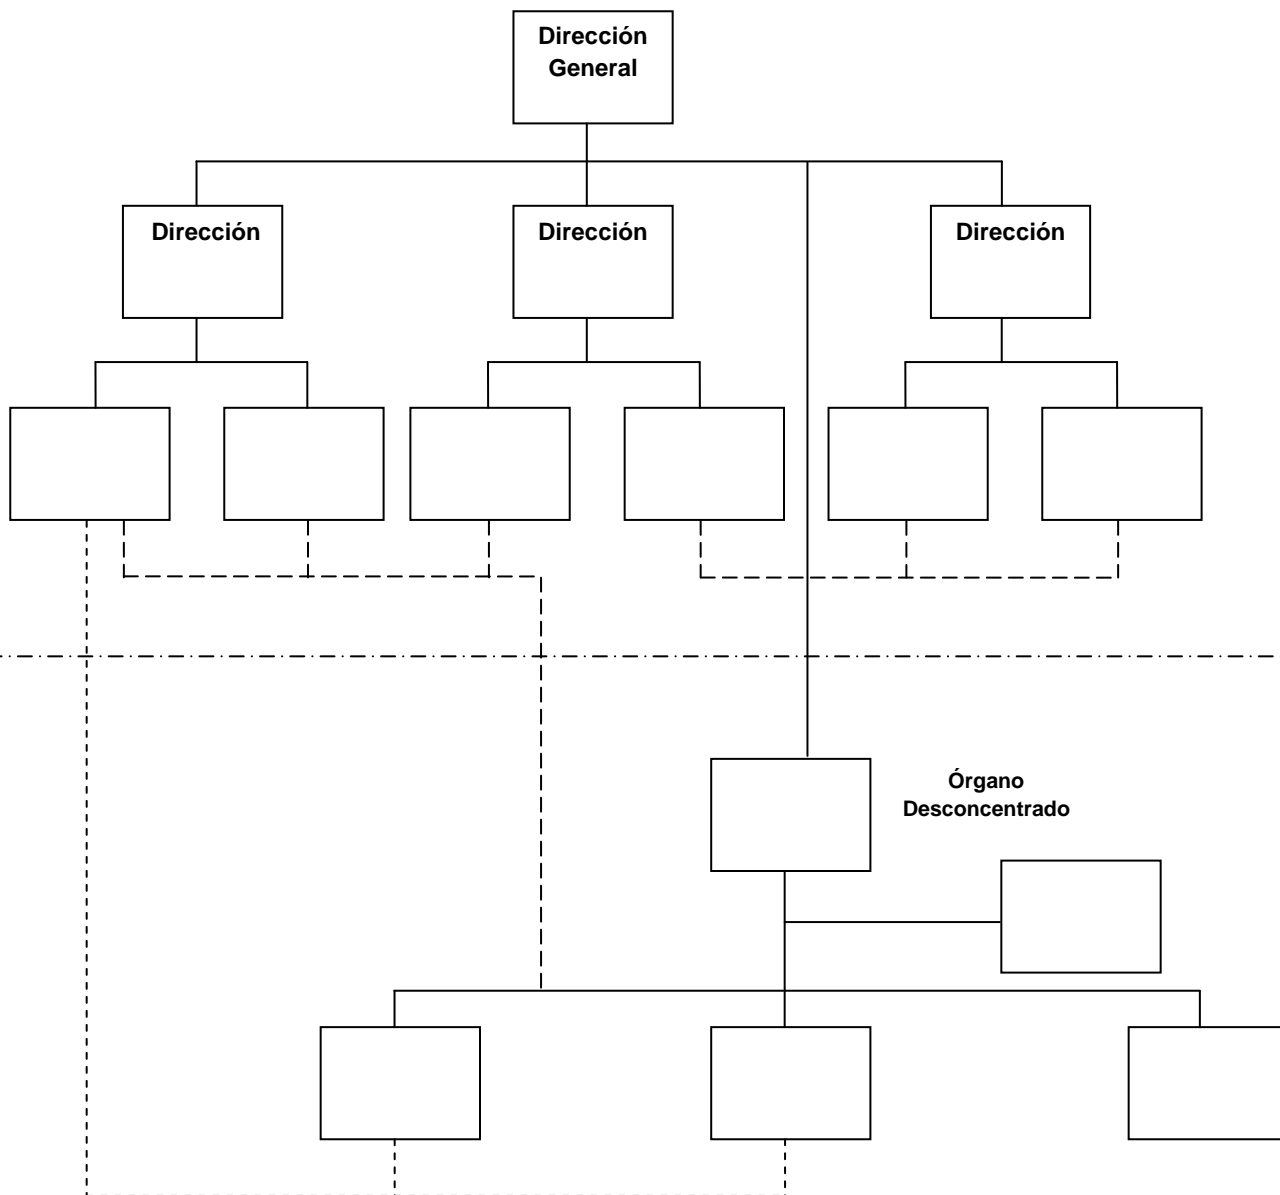 Dirección
General
Dirección
Dirección
Dirección
Órgano
Desconcentrado